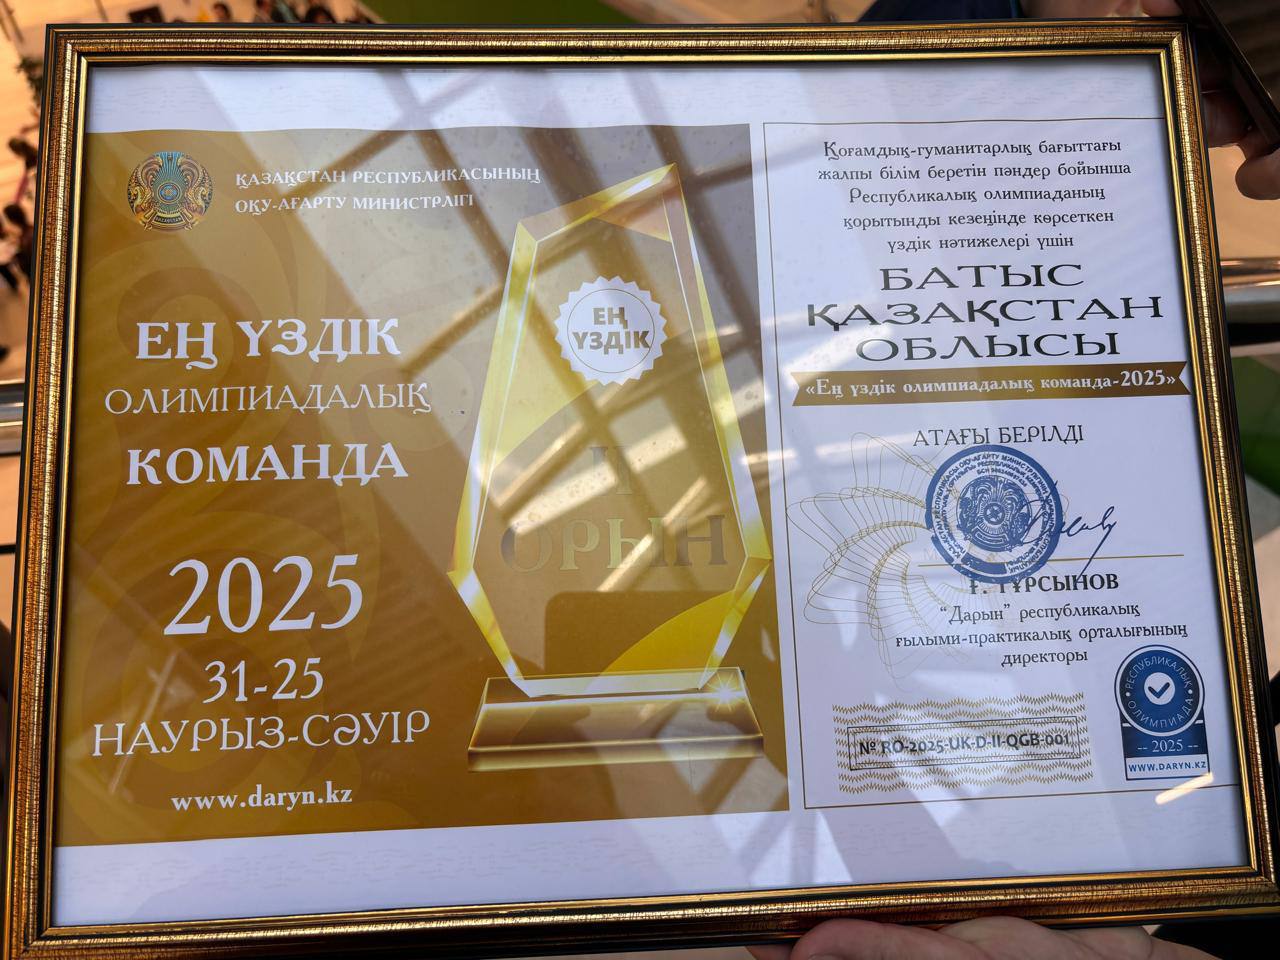 ҚАЗАҚСТАН РЕСПУБЛИКАСЫНЫҢ
ОҚУ-АҒАРТУ МИНИСТРЛІГІ
ЕҢ ҮЗДІК
ОЛИМПИАДАЛЫҚ
КОМАНДА
2025
31-25
НАУРЫЗ-СӘУІР
www.daryn.kz
ЕҢ
ҮЗДІК
II
ОРЫН
Қоғамдық-гуманитарлық бағыттағы
жалпы білім беретін пәндер бойынша
Республикалық олимпиаданың
қорытынды кезеңінде көрсеткен
үздік нәтижелері үшін
БАТЫС
ҚАЗАҚСТАН
ОБЛЫСЫ
«Ең үздік олимпиадалық команда-2025»
АТАҒЫ БЕРІЛДІ
Ғ. ТҰРСЫНОВ
“Дарын” республикалық
ғылыми-практикалық орталығының
директоры
№ RO-2025-UK-D-II-QGB-001
РЕСПУБЛИКАЛЫҚ
ОЛИМПИАДА
-- 2025 --
WWW.DARYN.KZ